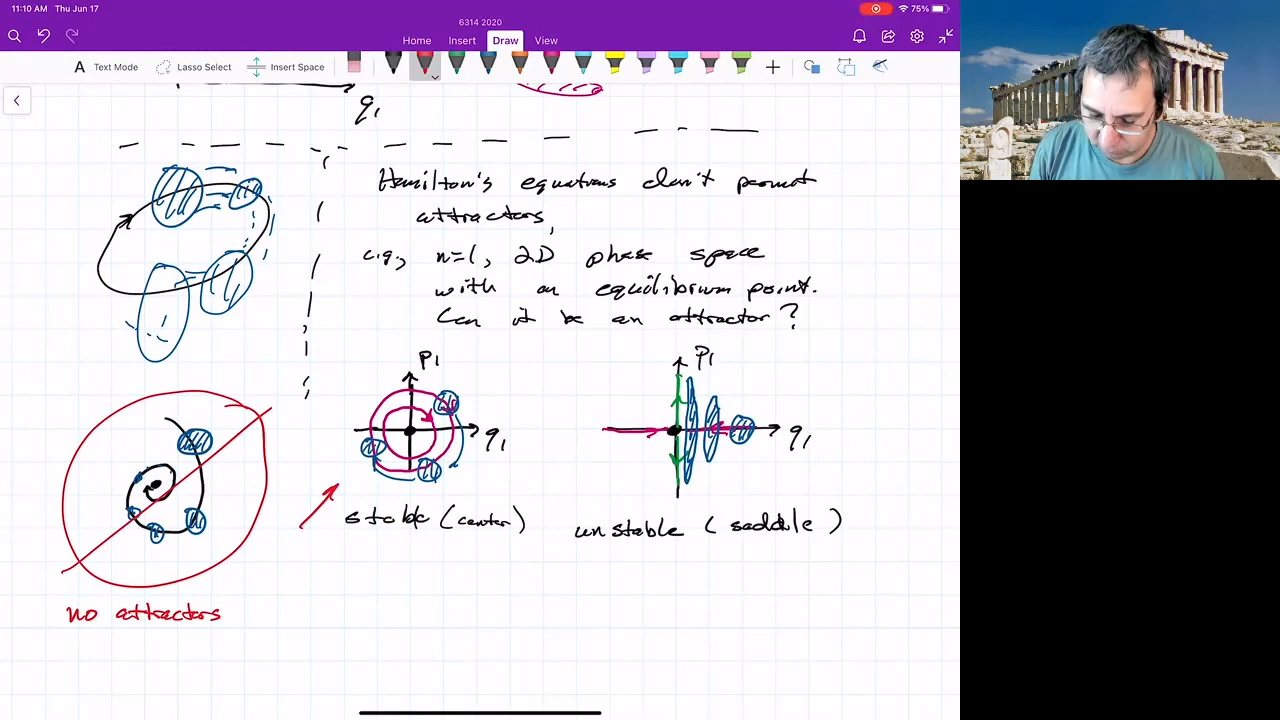 11:10 AM Thu Jun 17
75%
6314 2020
Home Insert Draw View
Text Mode Lasso Select Insert Space
q1
Hamilton's equations don't permit
attractors,
e.g., n=1, 2D phase space
with an equilibrium point.
Can it be an attractor?
P1
P1
q1
q1
stable (center)
unstable (saddle)
no attractors